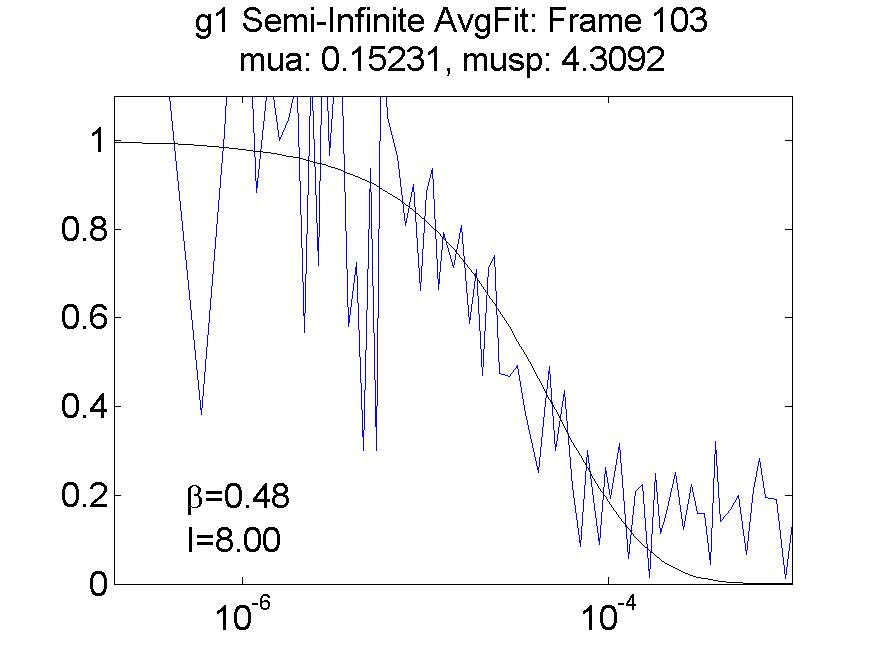 g1 Semi-Infinite AvgFit: Frame 103
mua: 0.15231, musp: 4.3092
1
0.8
0.6
0.4
0.2
0
β=0.48
I=8.00
10^-6
10^-4